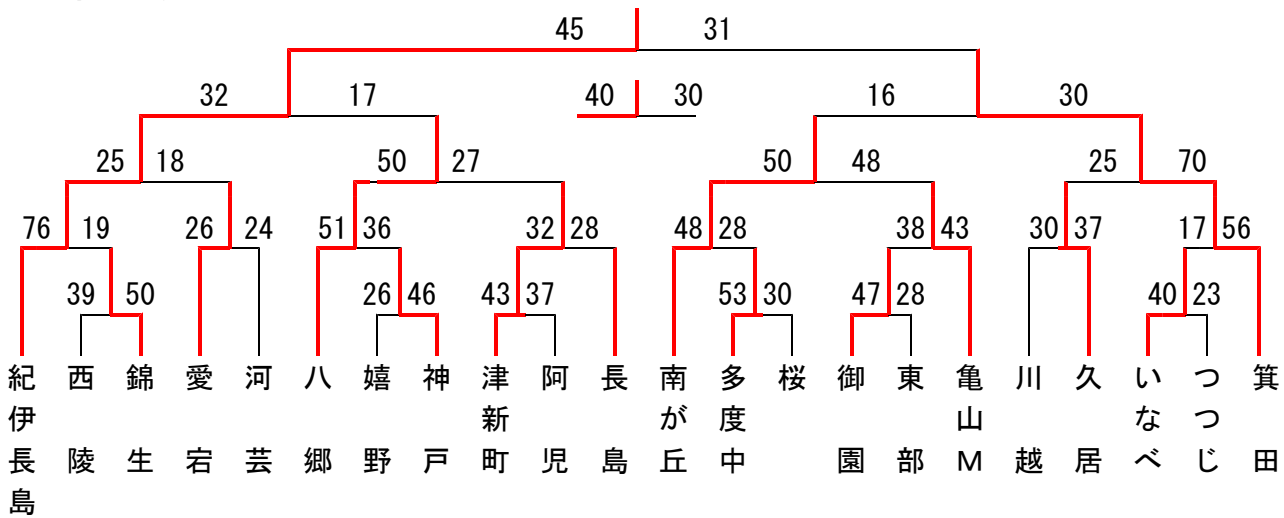 45 31
32 17 40 30 16 30
25 18 50 27 50 48 25 70
76 19 26 24 51 36 32 28 48 28 38 43 30 37 17 56
39 50 26 46 43 37 53 30 47 28 40 23
紀伊長島
西陵
錦生
愛宕
河芸
八郷
嬉野
神戸
津新町
阿児
長島
南が丘
多度中
桜
御園
東部
亀山M
川越
久居
いなべ
つつじ
箕田